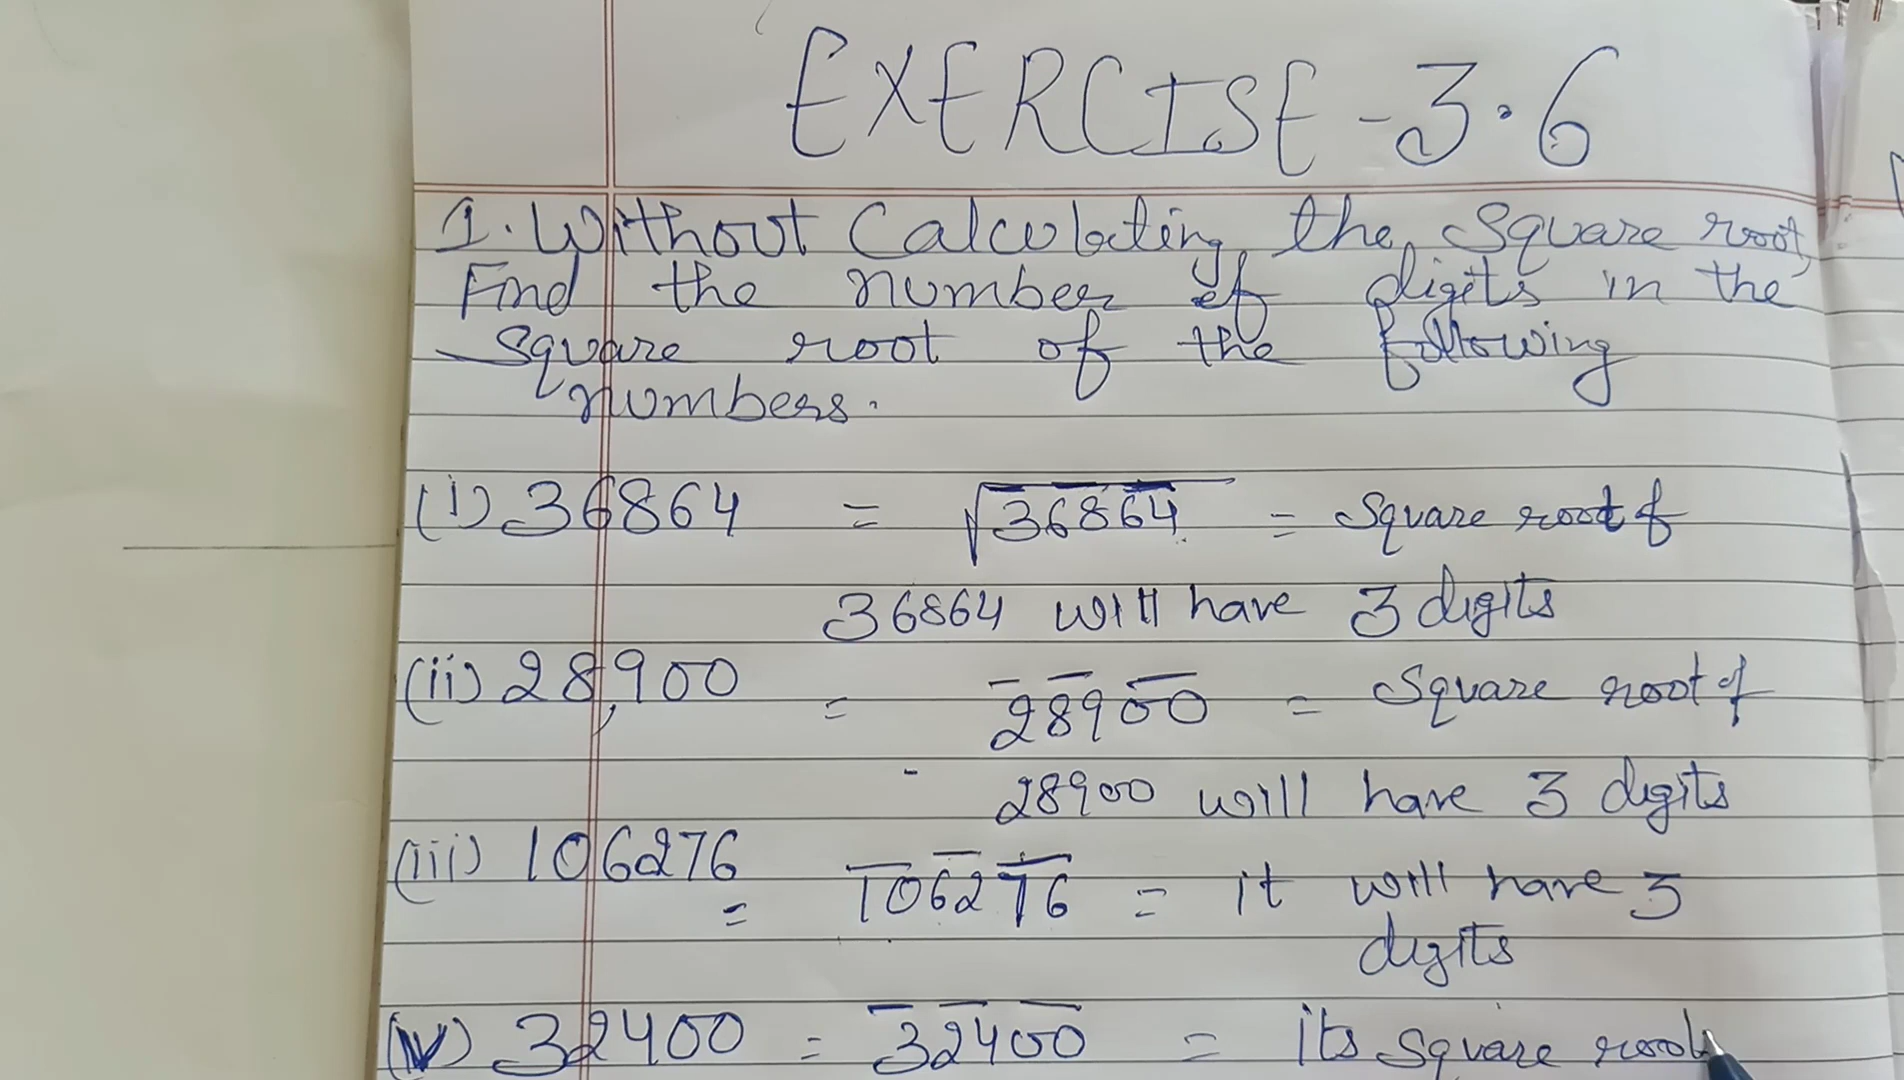 EXERCISE - 3.6
1. Without Calculating the Square root,
Find the number of digits in the
square root of the following
numbers.
(i) 36864 = √36864 = Square root of
36864 will have 3 digits
(ii) 28,900 = 28900 = Square root of
28900 will have 3 digits
(iii) 106276 = 106276 = it will have 3
digits
(iv) 32400 = 32400 = its square root